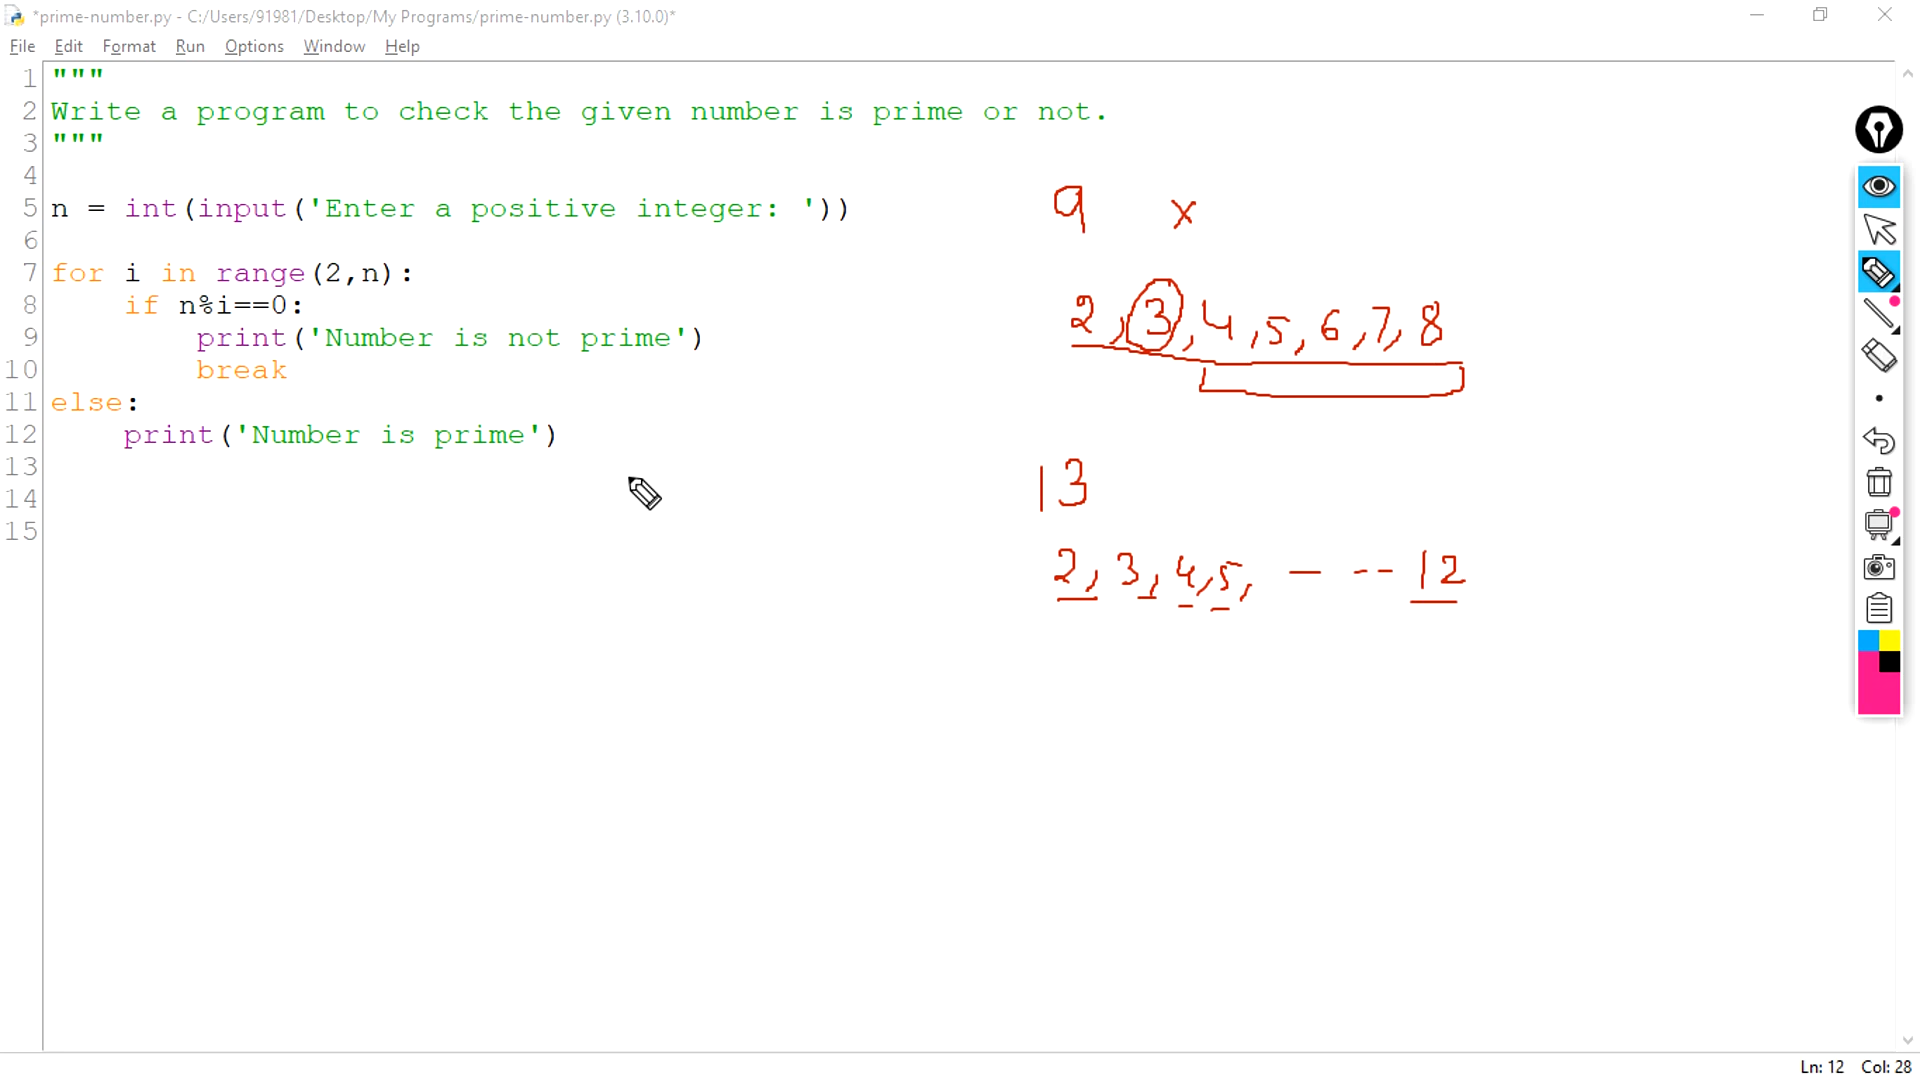 *prime-number.py - C:/Users/91981/Desktop/My Programs/prime-number.py (3.10.0)*
File Edit Format Run Options Window Help
1 """
2 Write a program to check the given number is prime or not.
3 """
4
5 n = int(input('Enter a positive integer: '))
6
7 for i in range(2,n):
8     if n%i==0:
9         print('Number is not prime')
10         break
11 else:
12     print('Number is prime')
13
14
15
9 x
2, 3, 4, 5, 6, 7, 8
13
2, 3, 4, 5, - -- 12
Ln: 12 Col: 28